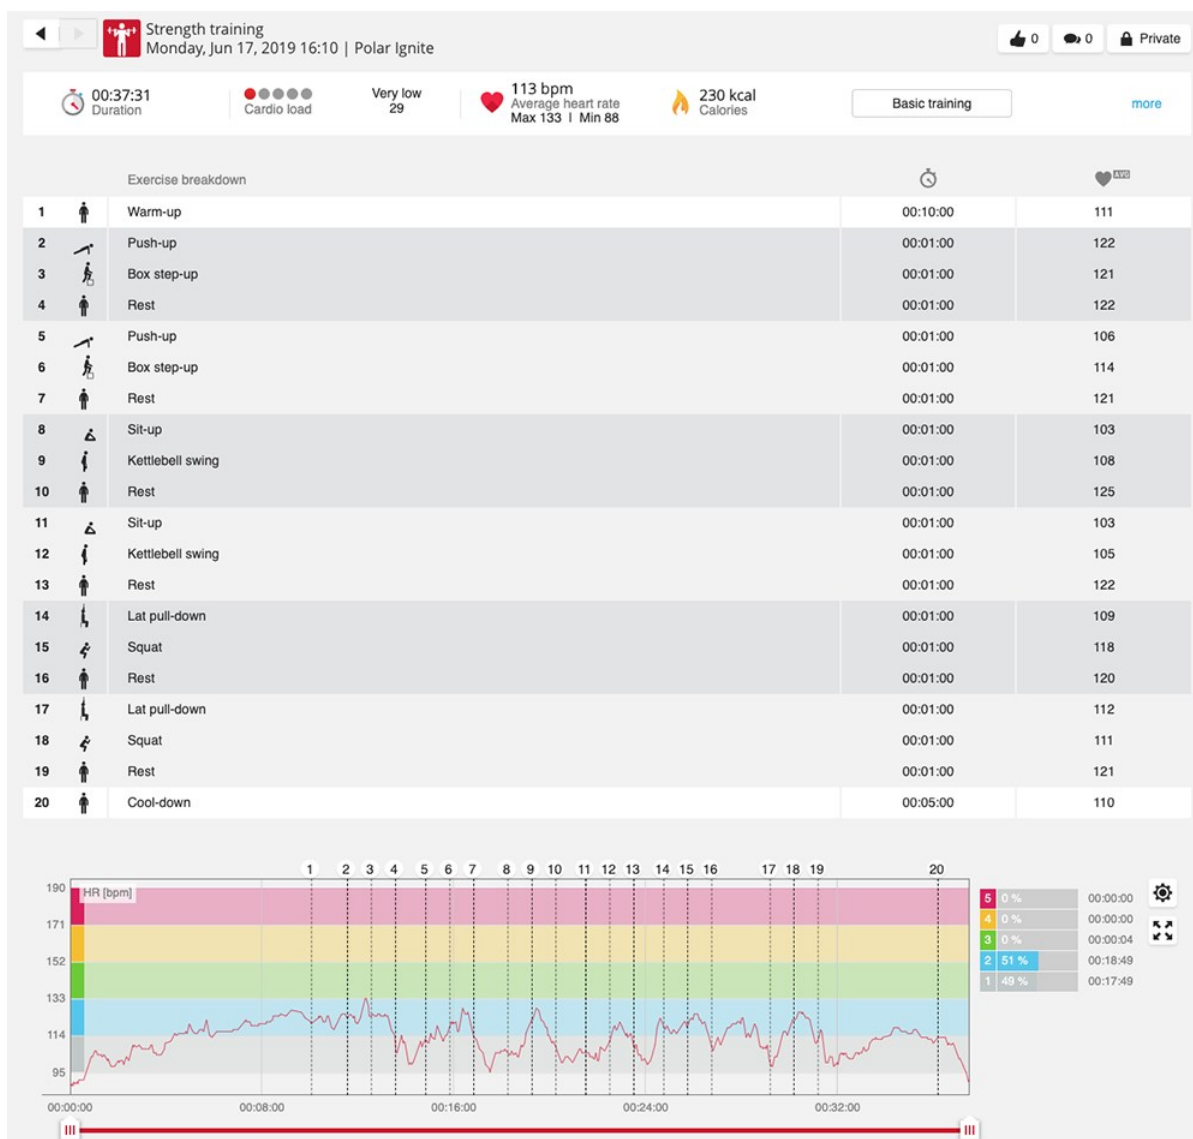 Strength training
Monday, Jun 17, 2019 16:10 | Polar Ignite
0 0 Private
00:37:31 Duration
Cardio load
Very low 29
113 bpm
Average heart rate
Max 133 | Min 88
230 kcal
Calories
Basic training
more
Exercise breakdown AVG
1 Warm-up 00:10:00 111
2 Push-up 00:01:00 122
3 Box step-up 00:01:00 121
4 Rest 00:01:00 122
5 Push-up 00:01:00 106
6 Box step-up 00:01:00 114
7 Rest 00:01:00 121
8 Sit-up 00:01:00 103
9 Kettlebell swing 00:01:00 108
10 Rest 00:01:00 125
11 Sit-up 00:01:00 103
12 Kettlebell swing 00:01:00 105
13 Rest 00:01:00 122
14 Lat pull-down 00:01:00 109
15 Squat 00:01:00 118
16 Rest 00:01:00 120
17 Lat pull-down 00:01:00 112
18 Squat 00:01:00 111
19 Rest 00:01:00 121
20 Cool-down 00:05:00 110
1 2 3 4 5 6 7 8 9 10 11 12 13 14 15 16 17 18 19 20
HR [bpm]
190
171
152
133
114
95
00:00:00 00:08:00 00:16:00 00:24:00 00:32:00
5 0 % 00:00:00
4 0 % 00:00:00
3 0 % 00:00:04
2 51 % 00:18:49
1 49 % 00:17:49